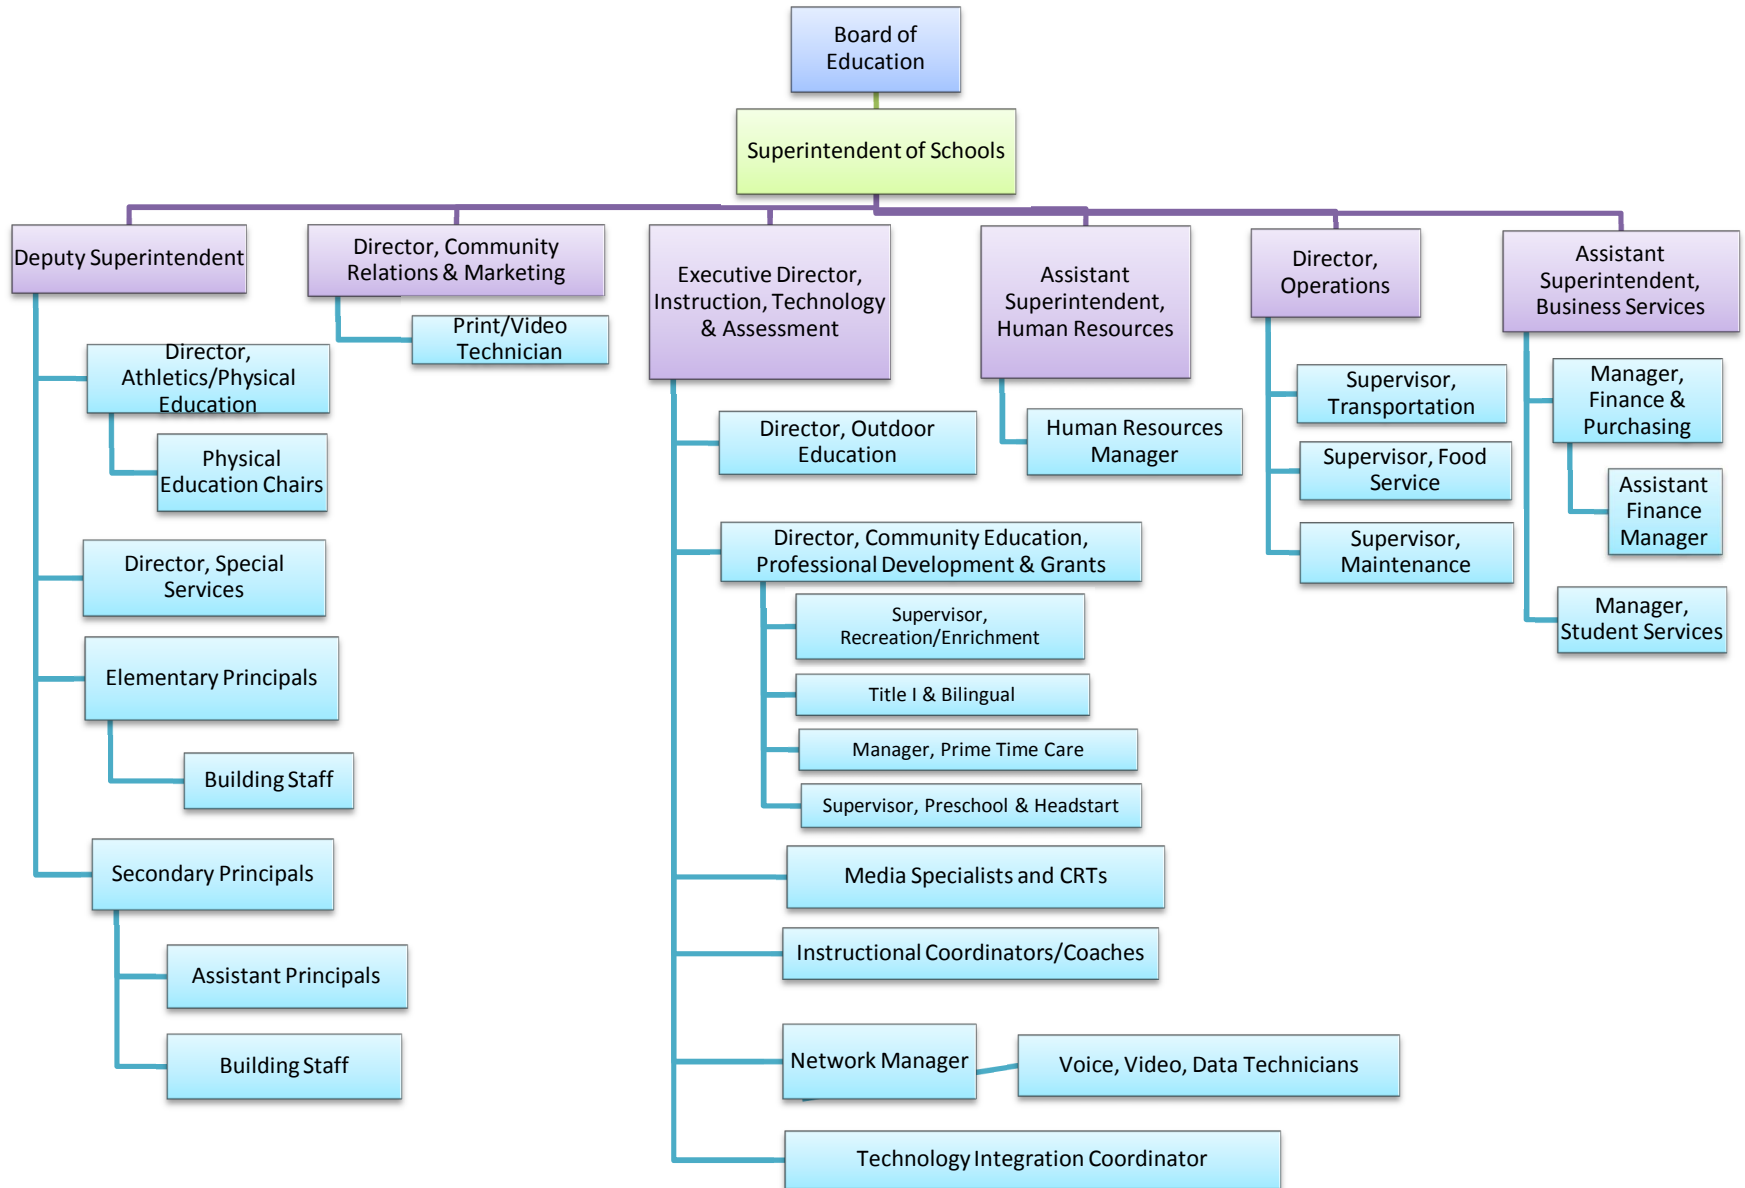 Board of
Education
Superintendent of Schools
Deputy Superintendent
Director,
Athletics/Physical
Education
Physical
Education Chairs
Director, Special
Services
Elementary Principals
Building Staff
Secondary Principals
Assistant Principals
Building Staff
Director, Community
Relations & Marketing
Print/Video
Technician
Executive Director,
Instruction, Technology
& Assessment
Director, Outdoor
Education
Director, Community Education,
Professional Development & Grants
Supervisor,
Recreation/Enrichment
Title I & Bilingual
Manager, Prime Time Care
Supervisor, Preschool & Headstart
Media Specialists and CRTs
Instructional Coordinators/Coaches
Network Manager
Voice, Video, Data Technicians
Technology Integration Coordinator
Assistant
Superintendent,
Human Resources
Human Resources
Manager
Director,
Operations
Supervisor,
Transportation
Supervisor, Food
Service
Supervisor,
Maintenance
Assistant
Superintendent,
Business Services
Manager,
Finance &
Purchasing
Assistant
Finance
Manager
Manager,
Student Services